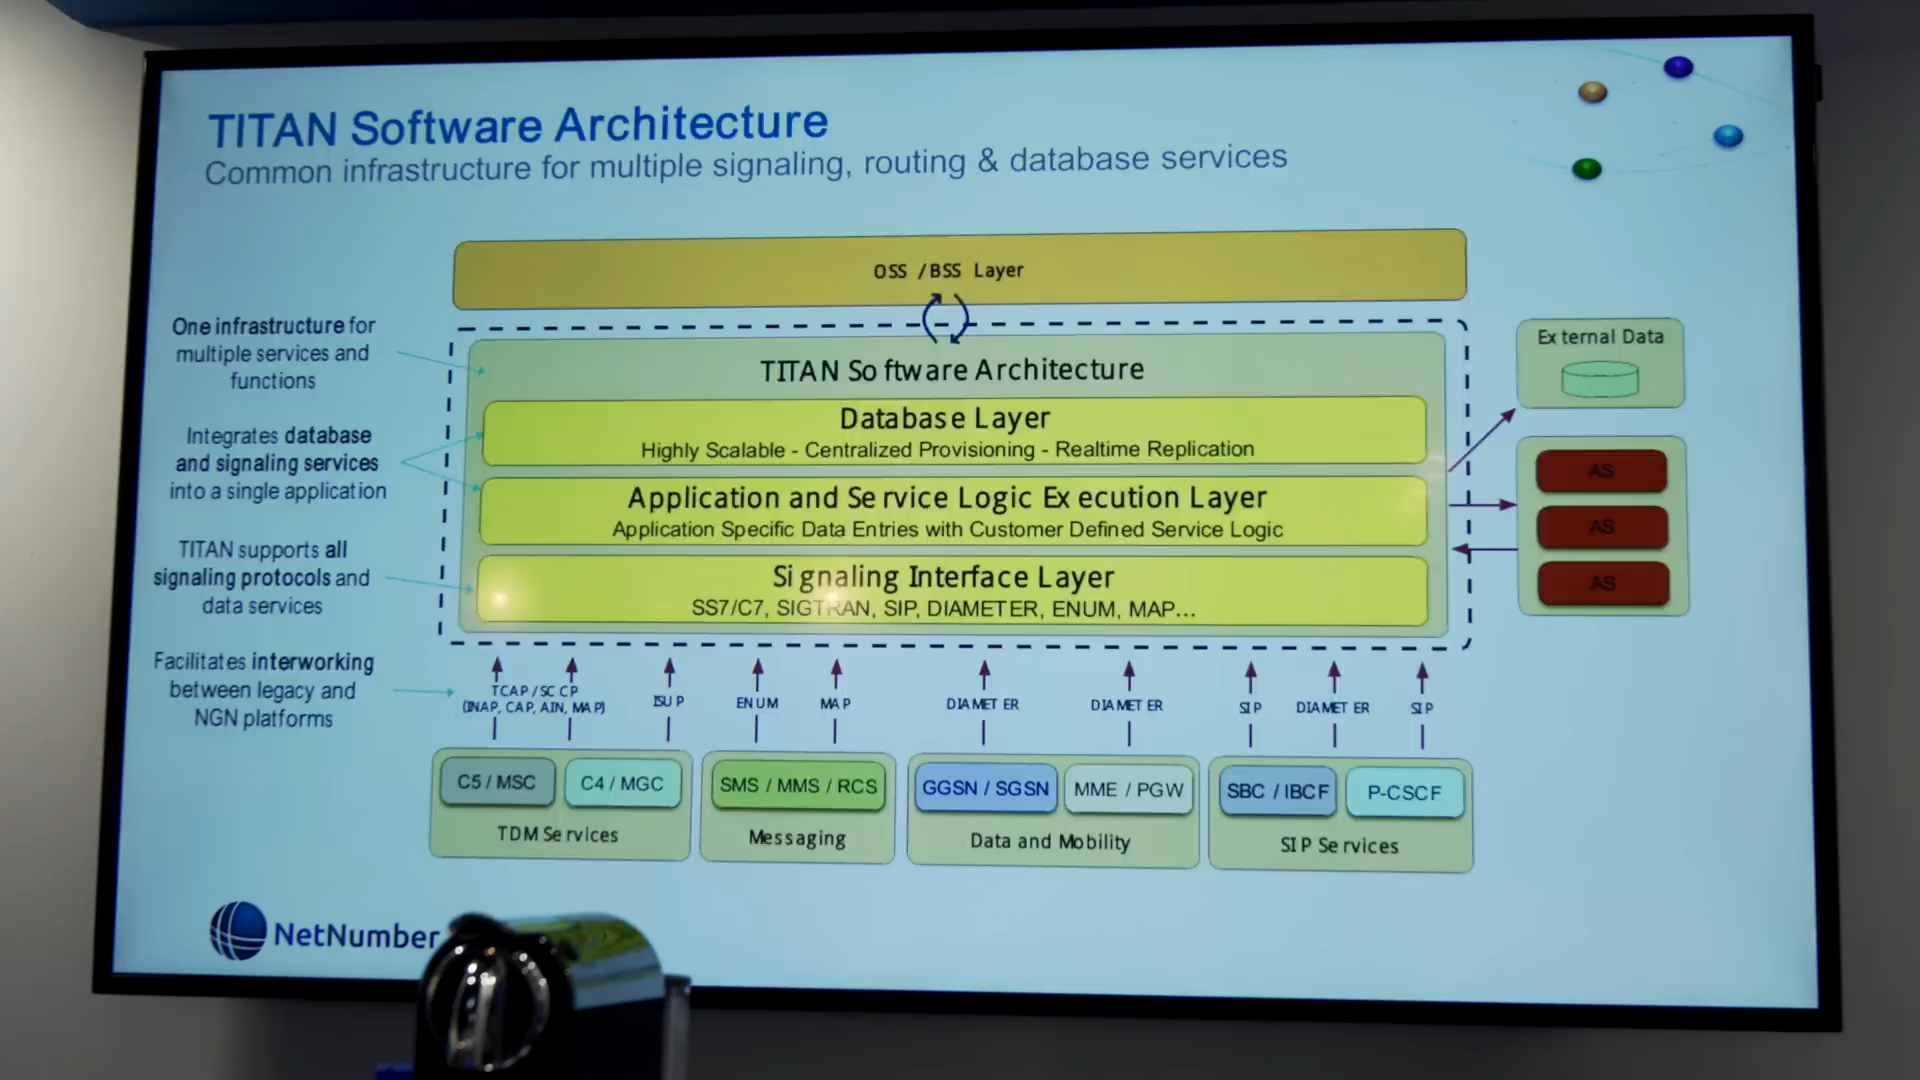 TITAN Software Architecture
Common infrastructure for multiple signaling, routing & database services
OSS / BSS Layer
One infrastructure for
multiple services and
functions
Integrates database
and signaling services
into a single application
TITAN supports all
signaling protocols and
data services
Facilitates interworking
between legacy and
NGN platforms
TITAN Software Architecture
Database Layer
Highly Scalable - Centralized Provisioning - Realtime Replication
Application and Service Logic Execution Layer
Application Specific Data Entries with Customer Defined Service Logic
Signaling Interface Layer
SS7/C7, SIGTRAN, SIP, DIAMETER, ENUM, MAP...
External Data
AS
AS
AS
TCAP / SCCP
(INAP, CAP, AIN, MAP)
ISUP
ENUM
MAP
DIAMETER
DIAMETER
SIP
DIAMETER
SIP
C5 / MSC
C4 / MGC
TDM Services
SMS / MMS / RCS
Messaging
GGSN / SGSN
MME / PGW
Data and Mobility
SBC / IBCF
P-CSCF
SIP Services
NetNumber